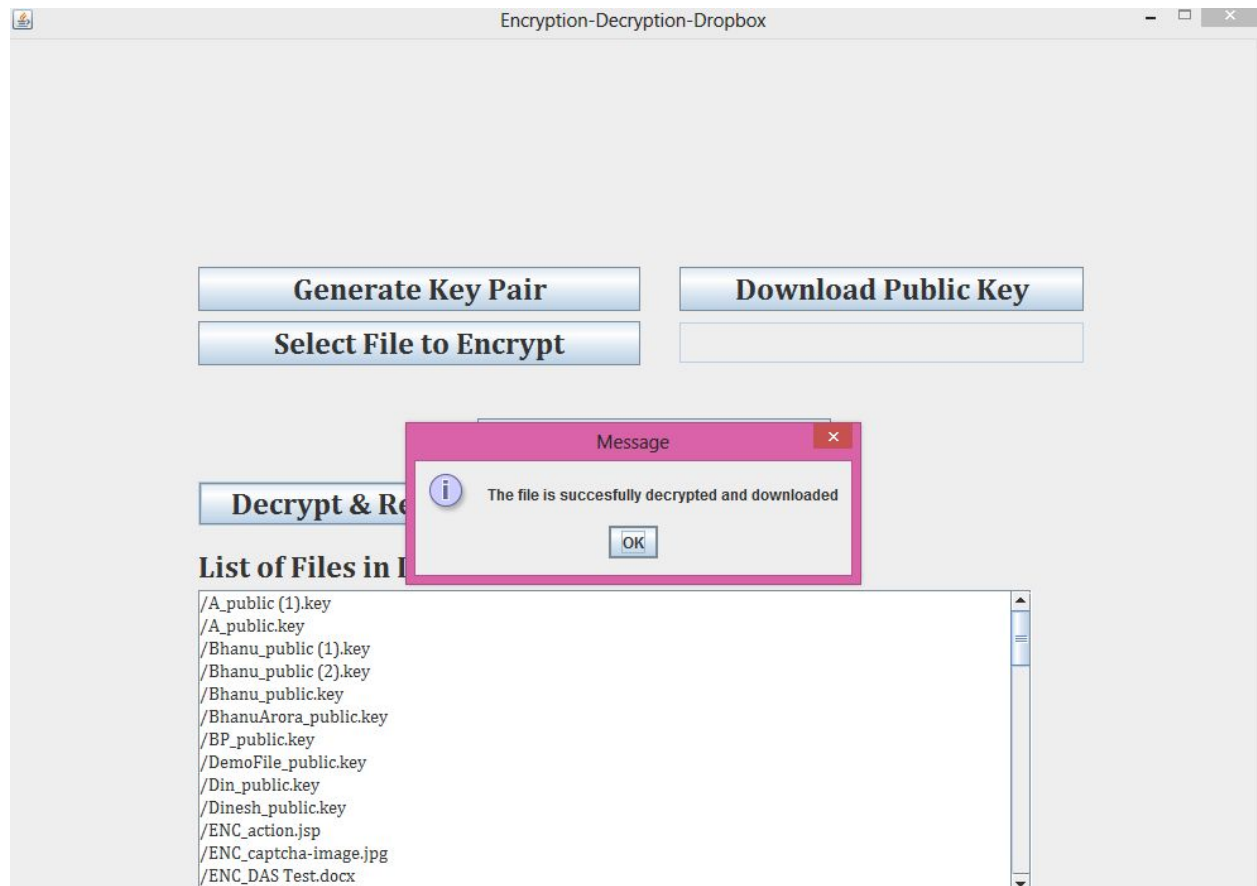 Encryption-Decryption-Dropbox
Generate Key Pair
Download Public Key
Select File to Encrypt
Message
The file is succesfully decrypted and downloaded
OK
Decrypt &
List of Files in
/A_public (1).key
/A_public.key
/Bhanu_public (1).key
/Bhanu_public (2).key
/Bhanu_public.key
/BhanuArora_public.key
/BP_public.key
/DemoFile_public.key
/Din_public.key
/Dinesh_public.key
/ENC_action.jsp
/ENC_captcha-image.jpg
/ENC_DAS Test.docx